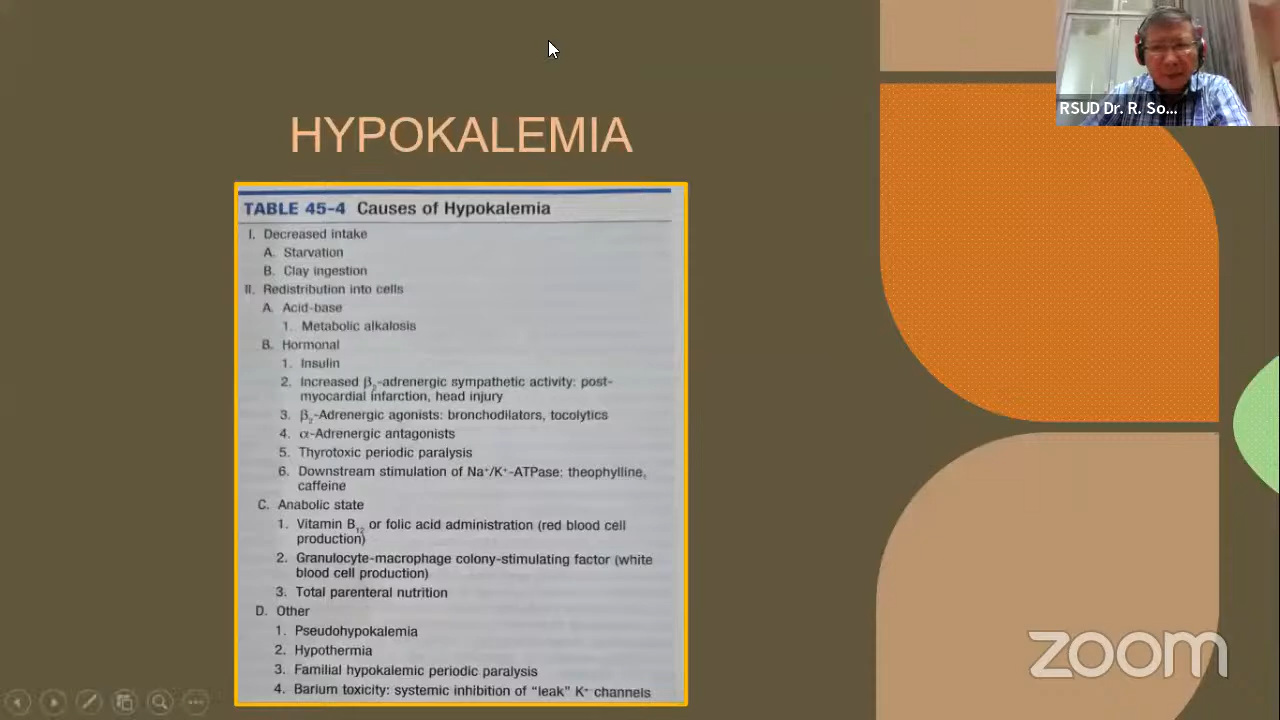 HYPOKALEMIA
TABLE 45-4 Causes of Hypokalemia
I. Decreased intake
A. Starvation
B. Clay ingestion
II. Redistribution into cells
A. Acid-base
1. Metabolic alkalosis
B. Hormonal
1. Insulin
2. Increased β₂-adrenergic sympathetic activity: post-
myocardial infarction, head injury
3. β₂-Adrenergic agonists: bronchodilators, tocolytics
4. α-Adrenergic antagonists
5. Thyrotoxic periodic paralysis
6. Downstream stimulation of Na⁺/K⁺-ATPase: theophylline,
caffeine
C. Anabolic state
1. Vitamin B₁₂ or folic acid administration (red blood cell
production)
2. Granulocyte-macrophage colony-stimulating factor (white
blood cell production)
3. Total parenteral nutrition
D. Other
1. Pseudohypokalemia
2. Hypothermia
3. Familial hypokalemic periodic paralysis
4. Barium toxicity: systemic inhibition of "leak" K⁺ channels
RSUD Dr. R. So...
zoom